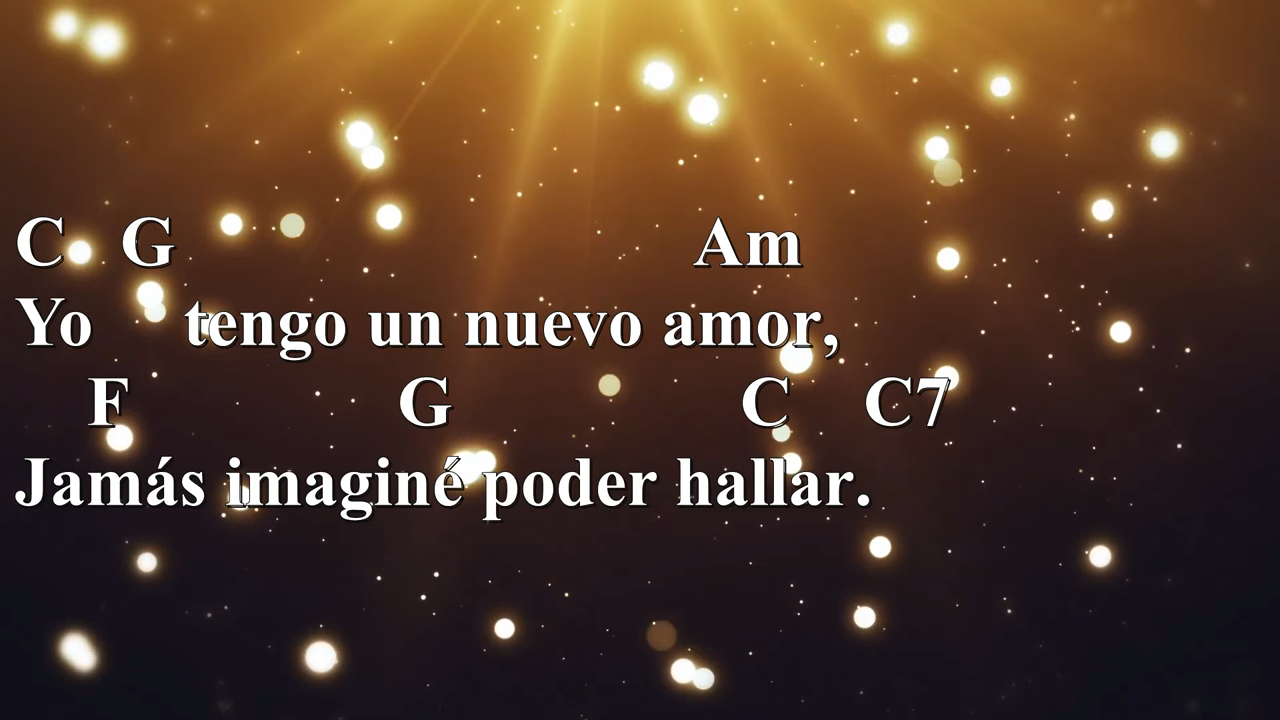 C G Am
Yo tengo un nuevo amor,
F G C C7
Jamás imaginé poder hallar.